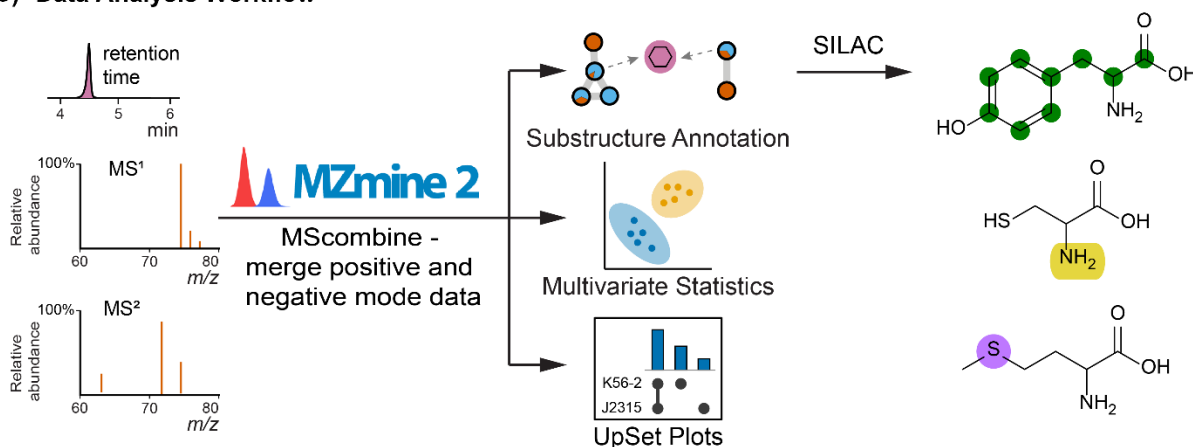 Data Analysis Workflow
retention
time
4 5 6
min
100%
MS¹
Relative
abundance
60 70 80
m/z
100%
MS²
Relative
abundance
60 70 80
m/z
MZmine 2
MScombine -
merge positive and
negative mode data
Substructure Annotation
Multivariate Statistics
K56-2
J2315
UpSet Plots
SILAC
O
OH
NH₂
HO
O
HS
OH
NH₂
O
S
OH
NH₂